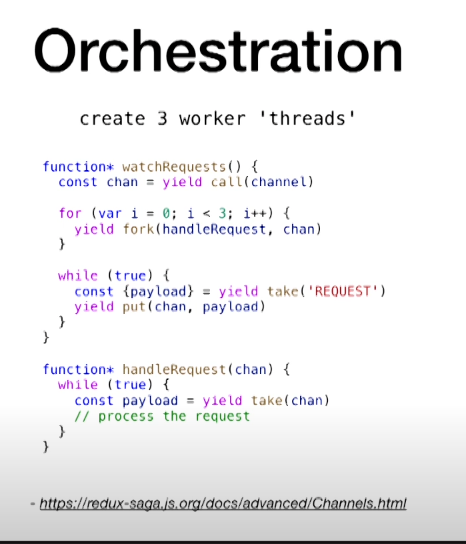 Orchestration
create 3 worker 'threads'
function* watchRequests() {
const chan = yield call(channel)
for (var i = 0; i < 3; i++) {
yield fork(handleRequest, chan)
}
while (true) {
const {payload} = yield take('REQUEST')
yield put(chan, payload)
}
}
function* handleRequest(chan) {
while (true) {
const payload = yield take(chan)
// process the request
}
}
- https://redux-saga.js.org/docs/advanced/Channels.html